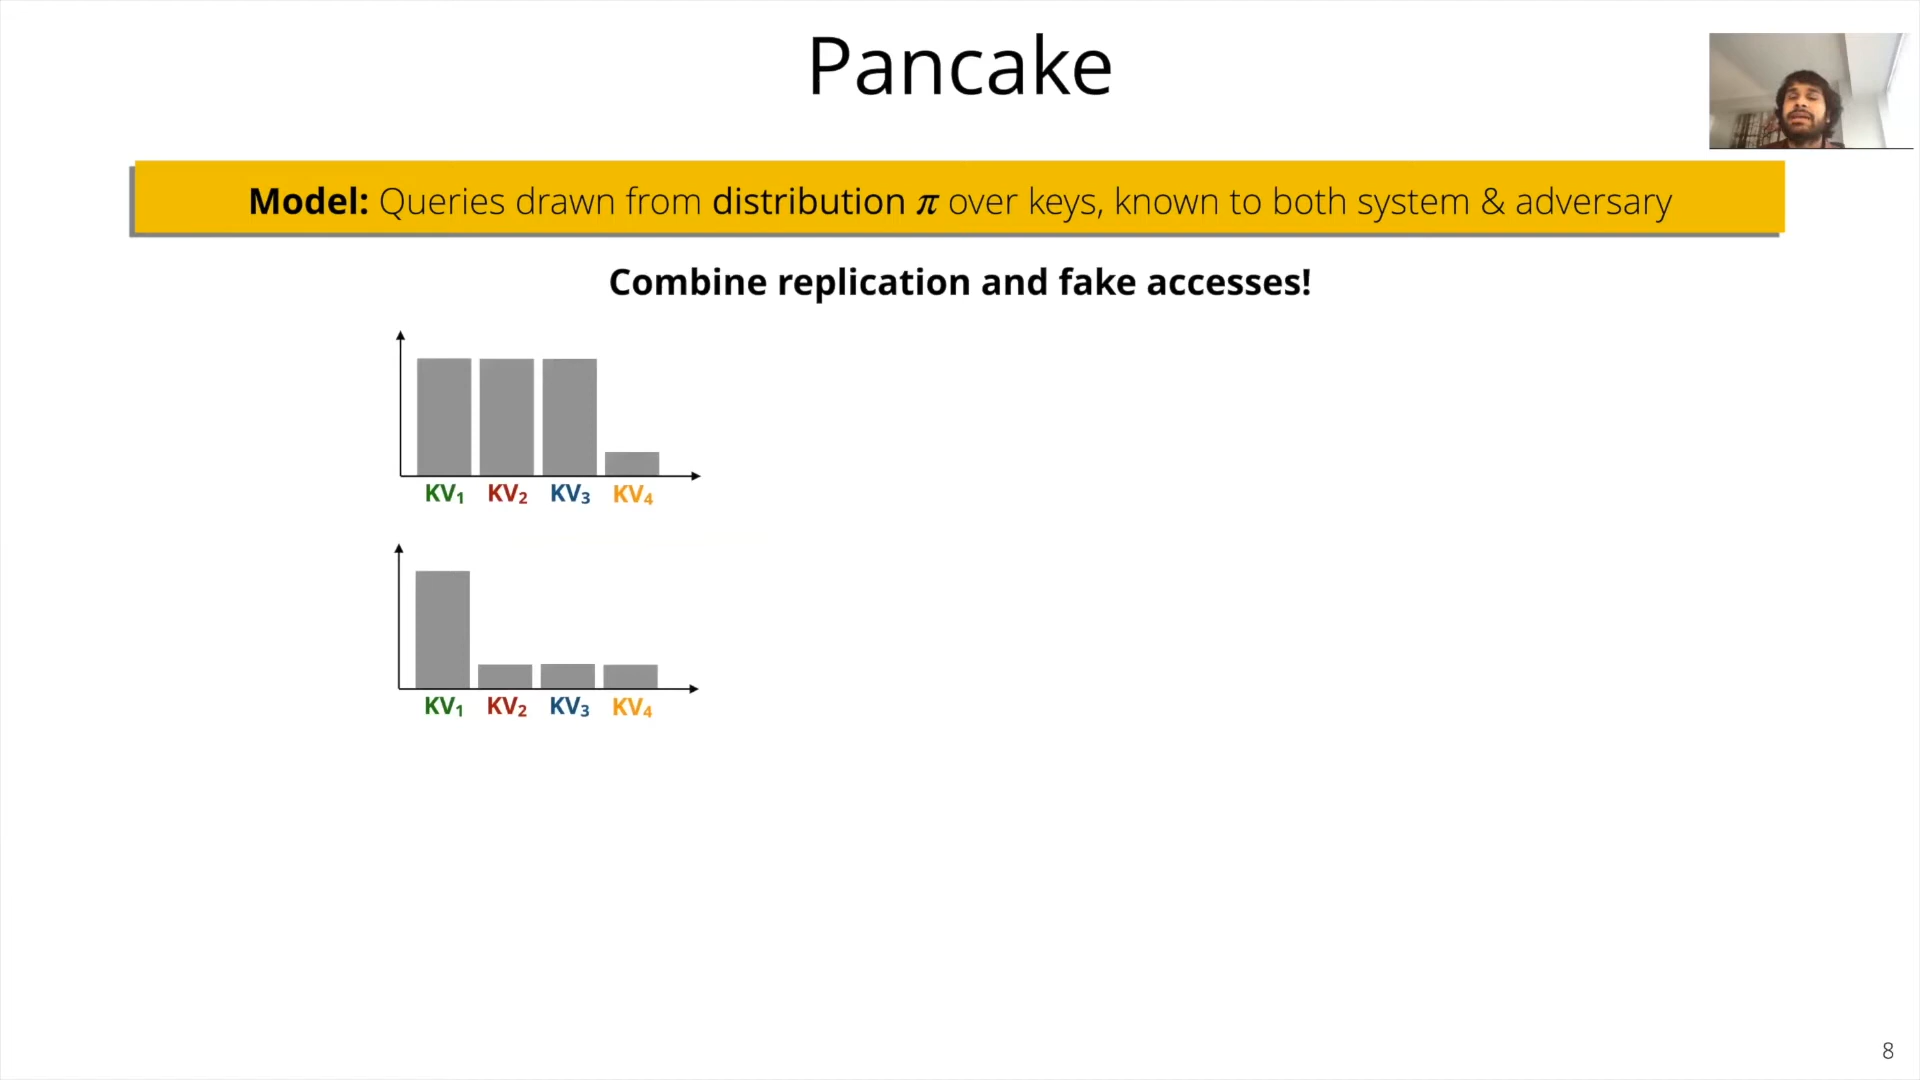 Pancake
Model: Queries drawn from distribution π over keys, known to both system & adversary
Combine replication and fake accesses!
KV₁ KV₂ KV₃ KV₄
KV₁ KV₂ KV₃ KV₄
8